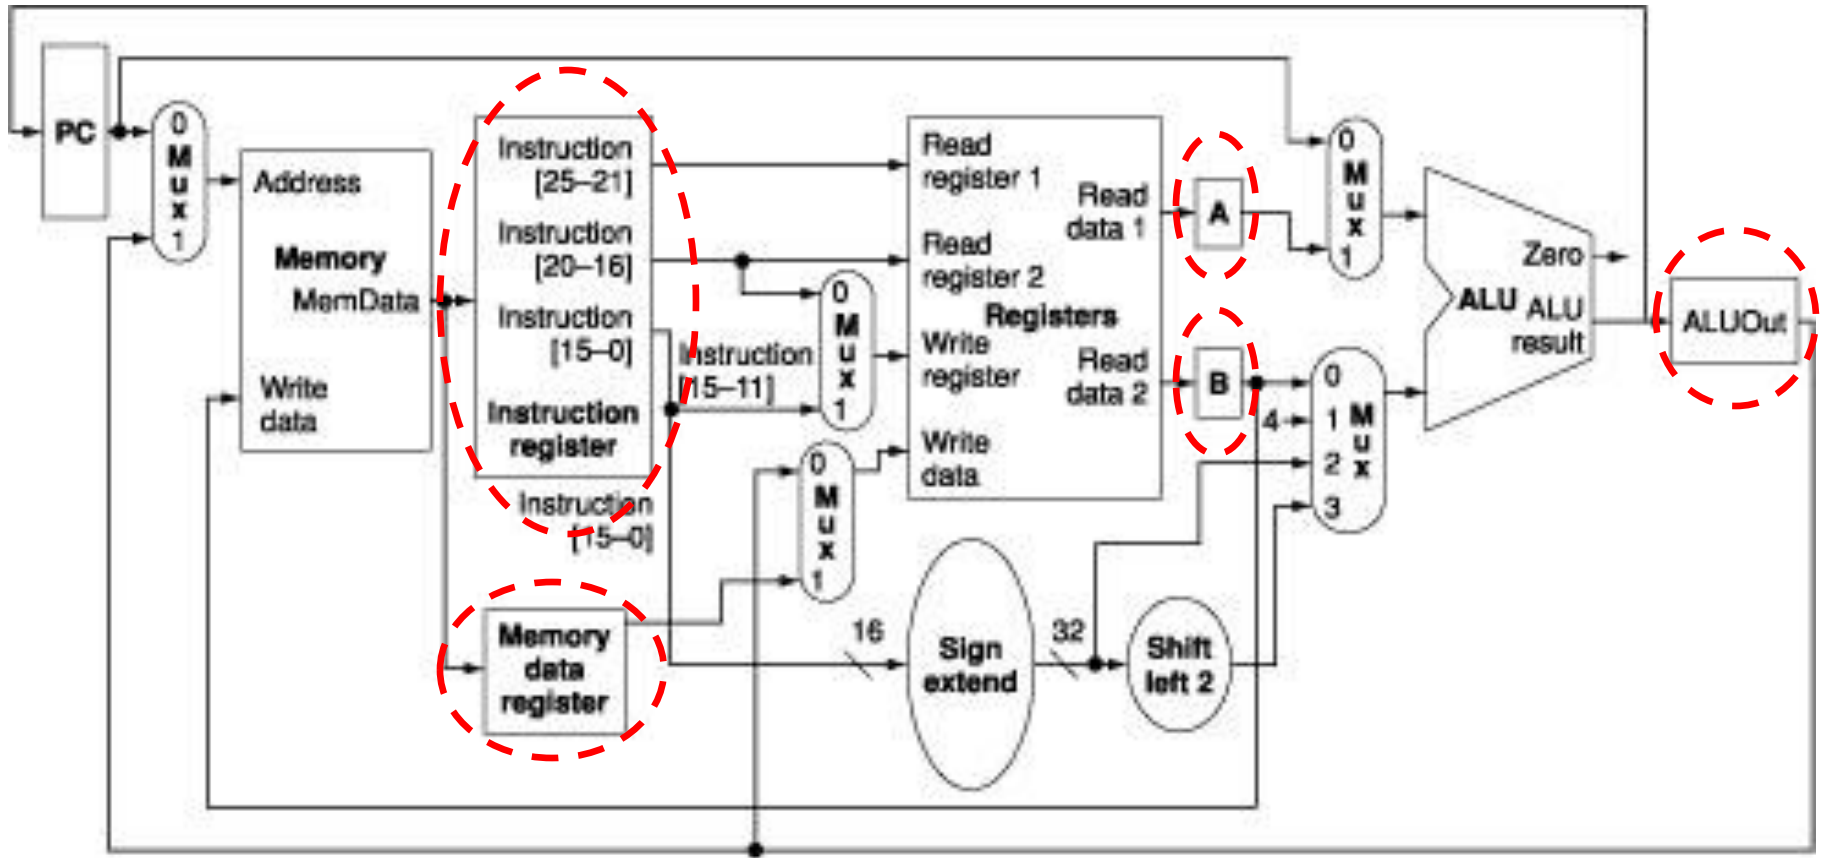 PC
0
M
u
x
1
Address
Memory
MemData
Write
data
Instruction
[25–21]
Instruction
[20–16]
Instruction
[15–0]
Instruction
register
Instruction
[15–0]
Memory
data
register
Instruction
[15–11]
0
M
u
x
1
0
M
u
x
1
Read
register 1
Read
register 2
Registers
Write
register
Write
data
Read
data 1
Read
data 2
16
Sign
extend
32
Shift
left 2
A
B
4
0
M
u
x
1
0
1
2
3
M
u
x
Zero
ALU
ALU
result
ALUOut